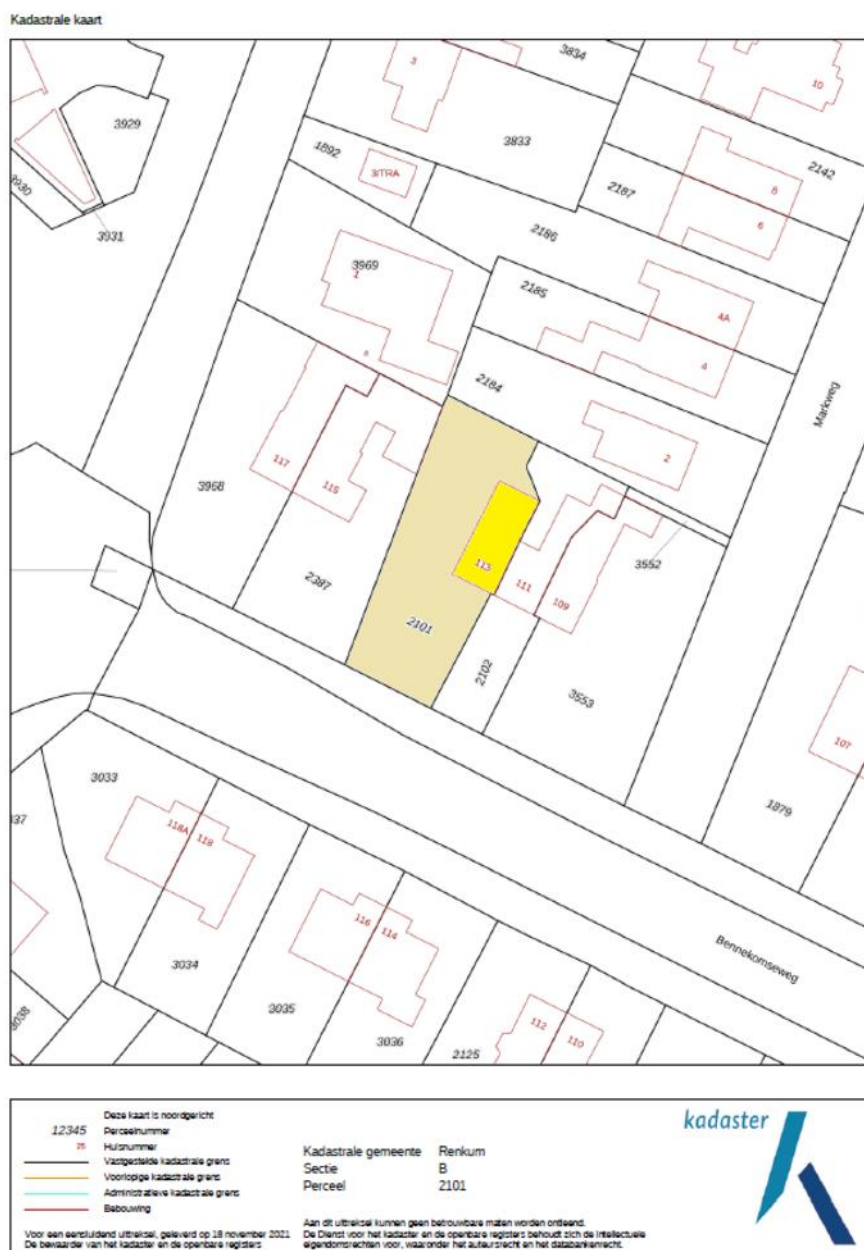 Kadastrale kaart
3834
3
10
3929
3833
1892
2142
3/TRA
8
3930
2187
6
3931
2186
3969
1
2185
4A
4
2184
Markweg
117
2
3968
115
3552
113
111
2387
109
2101
2102
3553
107
3033
1879
118A
118
116
114
Bennekomseweg
3034
3035
3038
112
3036
110
2125
Deze kaart is noordgericht
12345 Perceelnummer
25 Huisnummer
Vastgestelde kadastrale grens
Voorlopige kadastrale grens
Administratieve kadastrale grens
Bebouwing
Voor een eensluidend uittreksel, geleverd op 18 november 2021
De bewaarder van het kadaster en de openbare registers
Kadastrale gemeente Renkum
Sectie B
Perceel 2101
Aan dit uittreksel kunnen geen betrouwbare maten worden ontleend.
De Dienst voor het kadaster en de openbare registers behoudt zich de intellectuele
eigendomsrechten voor, waaronder het auteursrecht en het databankenrecht.
kadaster